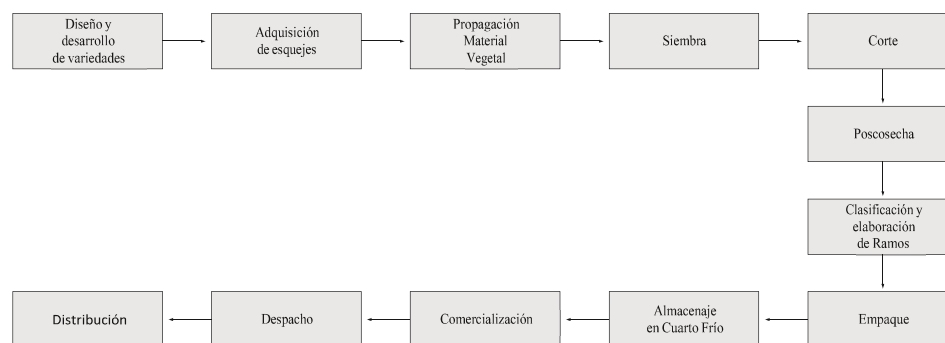 Diseño y
desarrollo
de variedades
Adquisición
de esquejes
Propagación
Material
Vegetal
Siembra
Corte
Poscosecha
Clasificación y
elaboración
de Ramos
Empaque
Almacenaje
en Cuarto Frío
Comercialización
Despacho
Distribución